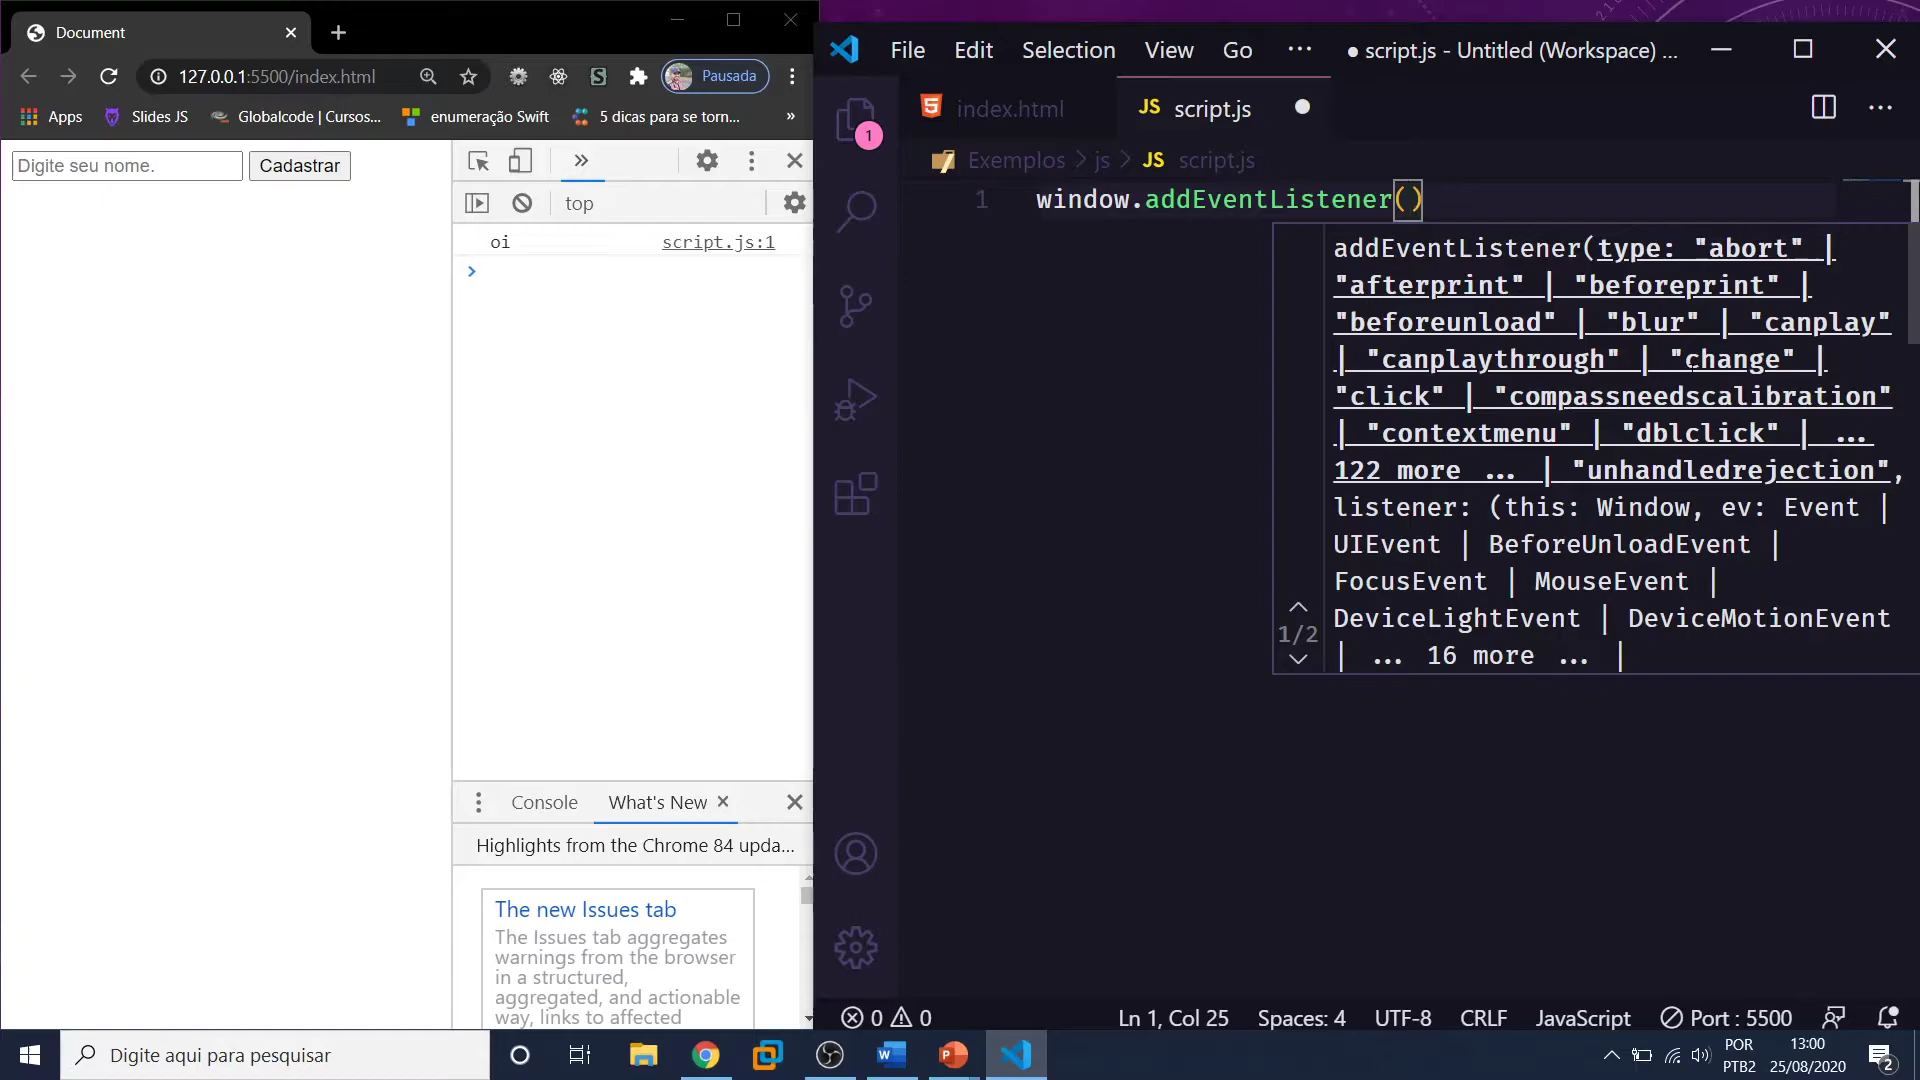 Document
127.0.0.1:5500/index.html
Pausada
Apps
Slides JS
Globalcode | Cursos...
enumeração Swift
5 dicas para se torn...
»
Digite seu nome.
Cadastrar
»
top
oi
script.js:1
Console
What's New
Highlights from the Chrome 84 upda...
The new Issues tab
The Issues tab aggregates
warnings from the browser
in a structured,
aggregated, and actionable
way, links to affected
File
Edit
Selection
View
Go
...
● script.js - Untitled (Workspace) ...
1
index.html
JS script.js
Exemplos > js > JS script.js
1
window.addEventListener()
addEventListener(type: "abort" |
"afterprint" | "beforeprint" |
"beforeunload" | "blur" | "canplay"
| "canplaythrough" | "change" |
"click" | "compassneedscalibration"
| "contextmenu" | "dblclick" | ...
122 more ... | "unhandledrejection",
listener: (this: Window, ev: Event |
UIEvent | BeforeUnloadEvent |
FocusEvent | MouseEvent |
DeviceLightEvent | DeviceMotionEvent
| ... 16 more ... |
1/2
0
0
Ln 1, Col 25
Spaces: 4
UTF-8
CRLF
JavaScript
Port : 5500
Digite aqui para pesquisar
POR
PTB2
13:00
25/08/2020
2